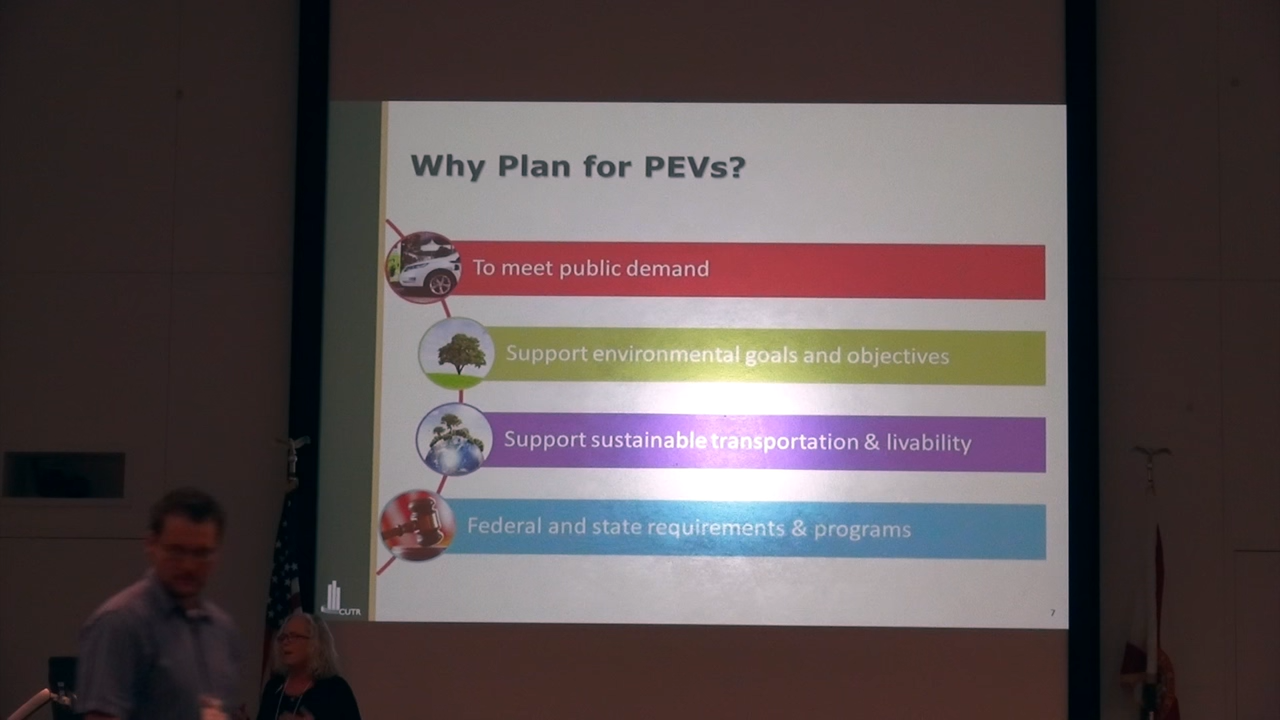 Why Plan for PEVs?
To meet public demand
Support environmental goals and objectives
Support sustainable transportation & livability
Federal and state requirements & programs
CUTR
7